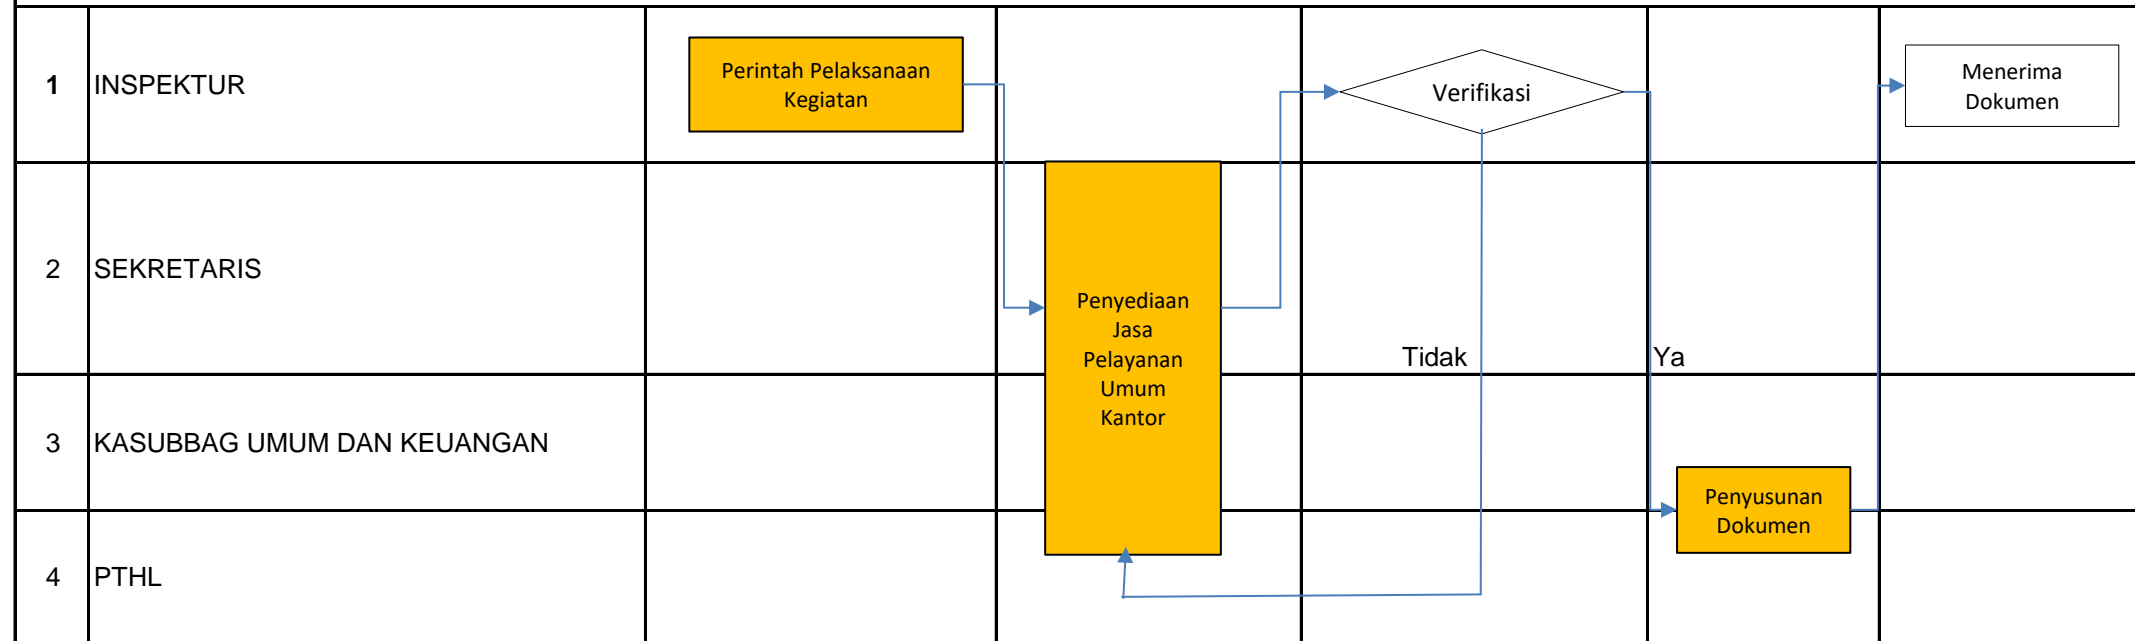 1
INSPEKTUR
Perintah Pelaksanaan
Kegiatan
Verifikasi
Menerima
Dokumen
2
SEKRETARIS
Penyediaan
Jasa
Pelayanan
Umum
Kantor
Tidak
Ya
3
KASUBBAG UMUM DAN KEUANGAN
Penyusunan
Dokumen
4
PTHL